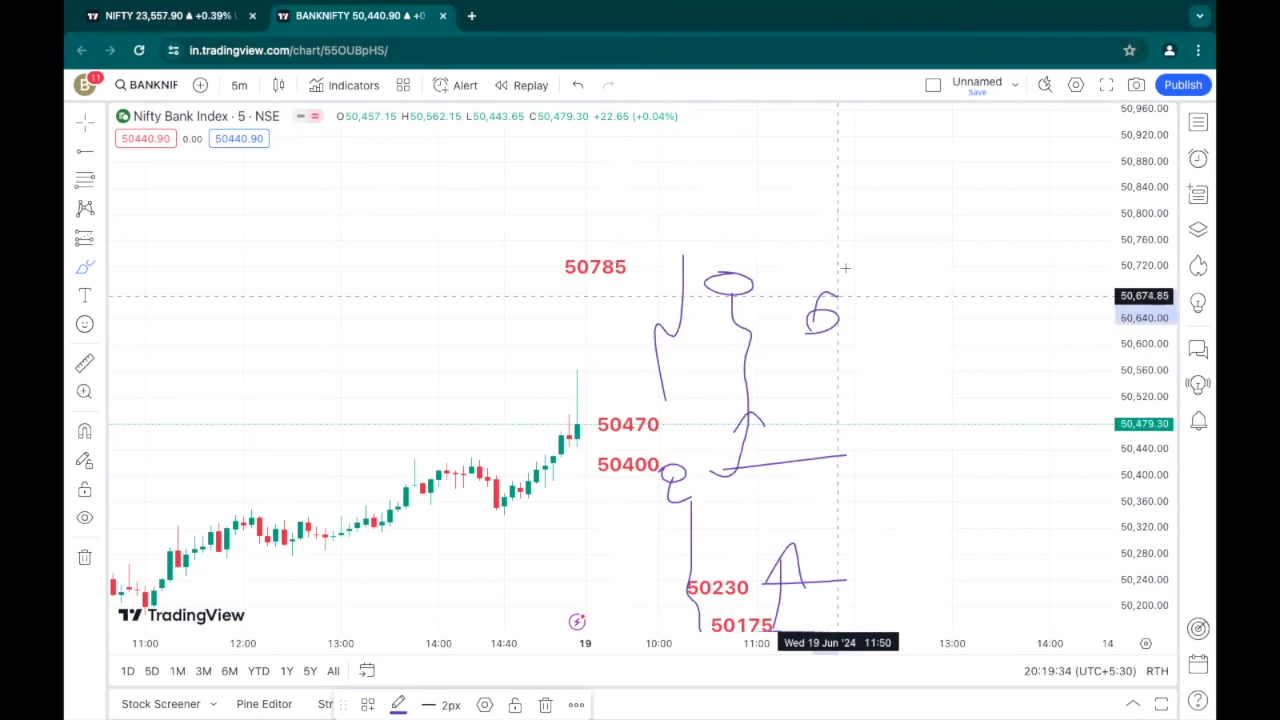 NIFTY 23,557.90 ▲ +0.39% × BANKNIFTY 50,440.90 ▲ +0 × +
in.tradingview.com/chart/55OUBpHS/
B 11 BANKNIF 5m Indicators Alert Replay Unnamed Save Publish
Nifty Bank Index · 5 · NSE O50,457.15 H50,562.15 L50,443.65 C50,479.30 +22.65 (+0.04%)
50440.90 0.00 50440.90
50,960.00
50,920.00
50,880.00
50,840.00
50,800.00
50,760.00
50785
50,720.00
50,674.85
50,640.00
50,600.00
50,560.00
50,520.00
50470
50,479.30
50,440.00
50400
50,400.00
50,360.00
50,320.00
50,280.00
50230
50,240.00
50,200.00
TradingView
50175
11:00 12:00 13:00 14:00 14:40 19 10:00 11:00 Wed 19 Jun '24 11:50 13:00 14:00 14
1D 5D 1M 3M 6M YTD 1Y 5Y All 20:19:34 (UTC+5:30) RTH
Stock Screener Pine Editor Str 2px